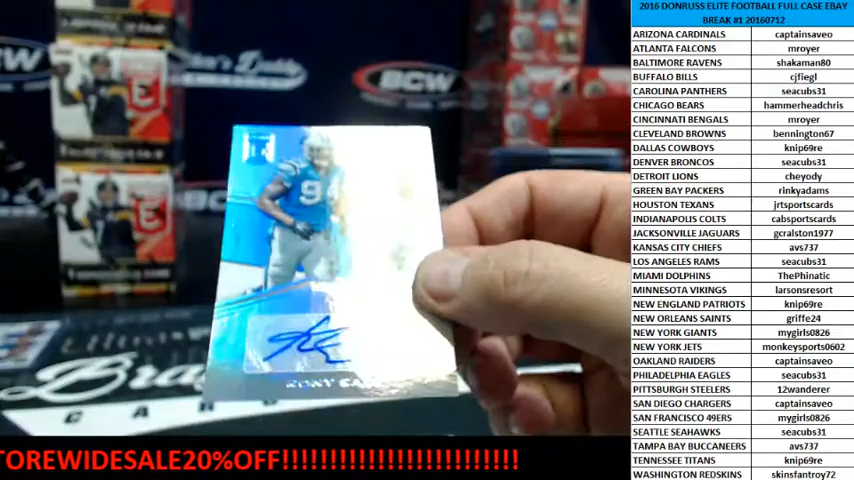 2016 DONRUSS ELITE FOOTBALL FULL CASE EBAY
BREAK #1 20160712
ARIZONA CARDINALS captainsaveo
ATLANTA FALCONS mroyer
BALTIMORE RAVENS shakaman80
BUFFALO BILLS cjfiegl
CAROLINA PANTHERS seacubs31
CHICAGO BEARS hammerheadchris
CINCINNATI BENGALS mroyer
CLEVELAND BROWNS bennington67
DALLAS COWBOYS knip69re
DENVER BRONCOS seacubs31
DETROIT LIONS cheyody
GREEN BAY PACKERS rinkyadams
HOUSTON TEXANS jrtsportscards
INDIANAPOLIS COLTS cabsportscards
JACKSONVILLE JAGUARS gcralston1977
KANSAS CITY CHIEFS avs737
LOS ANGELES RAMS seacubs31
MIAMI DOLPHINS ThePhinatic
MINNESOTA VIKINGS larsonsresort
NEW ENGLAND PATRIOTS knip69re
NEW ORLEANS SAINTS griffe24
NEW YORK GIANTS mygirls0826
NEW YORK JETS monkeysports0602
OAKLAND RAIDERS captainsaveo
PHILADELPHIA EAGLES seacubs31
PITTSBURGH STEELERS 12wanderer
SAN DIEGO CHARGERS captainsaveo
SAN FRANCISCO 49ERS mygirls0826
SEATTLE SEAHAWKS seacubs31
TAMPA BAY BUCCANEERS avs737
TENNESSEE TITANS knip69re
WASHINGTON REDSKINS skinsfantroy72
BCW
94
TOREWIDESALE20%OFF!!!!!!!!!!!!!!!!!!!!!!!!!!